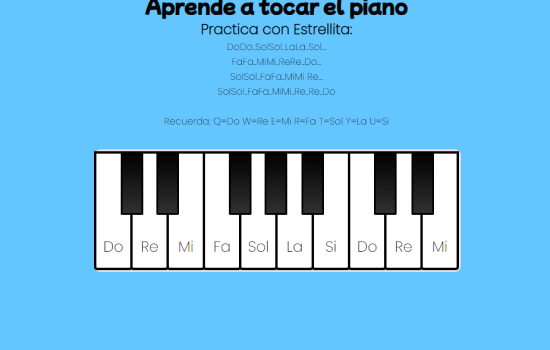 Aprende a tocar el piano
Practica con Estrellita:
DoDo..SolSol..LaLa..Sol...
FaFa..MiMi..ReRe..Do...
SolSol..FaFa..MiMi Re...
SolSol..FaFa..MiMi..Re..Re..Do
Recuerda: Q=Do W=Re E=Mi R=Fa T=Sol Y=La U=Si
Do Re Mi Fa Sol La Si Do Re Mi